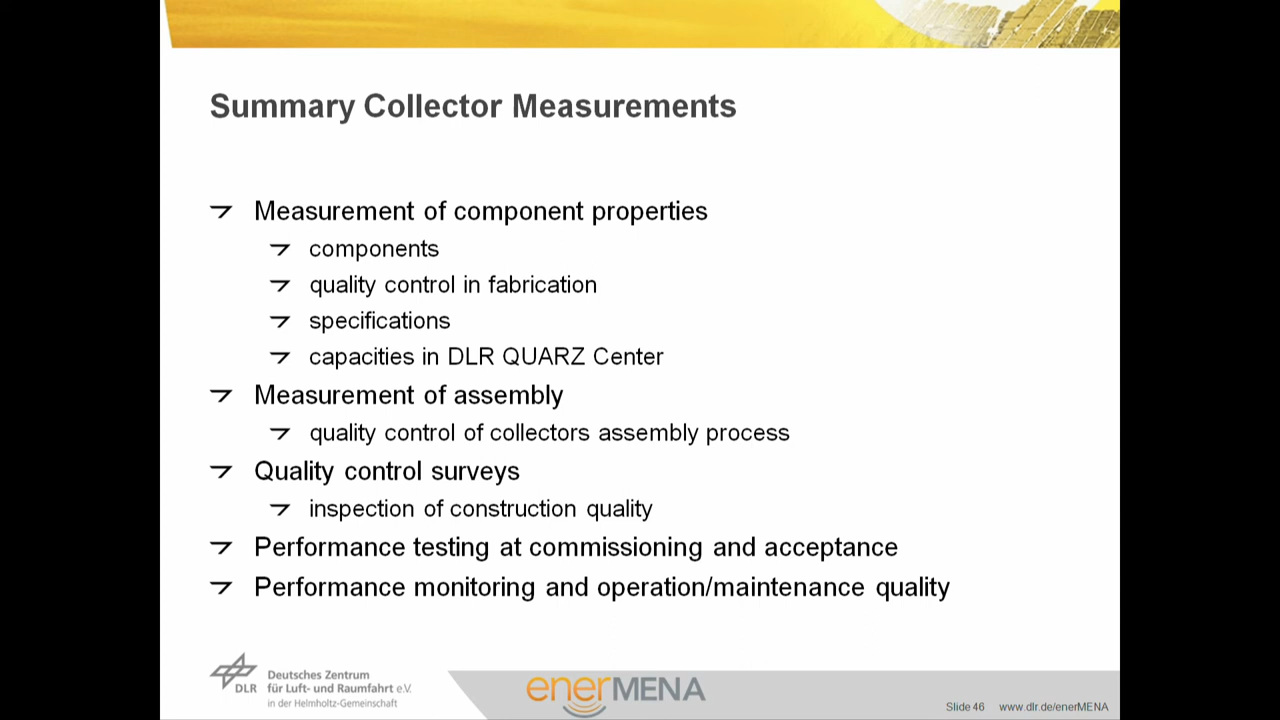 Summary Collector Measurements
Measurement of component properties
components
quality control in fabrication
specifications
capacities in DLR QUARZ Center
Measurement of assembly
quality control of collectors assembly process
Quality control surveys
inspection of construction quality
Performance testing at commissioning and acceptance
Performance monitoring and operation/maintenance quality
DLR
Deutsches Zentrum
für Luft- und Raumfahrt e.V.
in der Helmholtz-Gemeinschaft
enerMENA
Slide 46 www.dlr.de/enerMENA